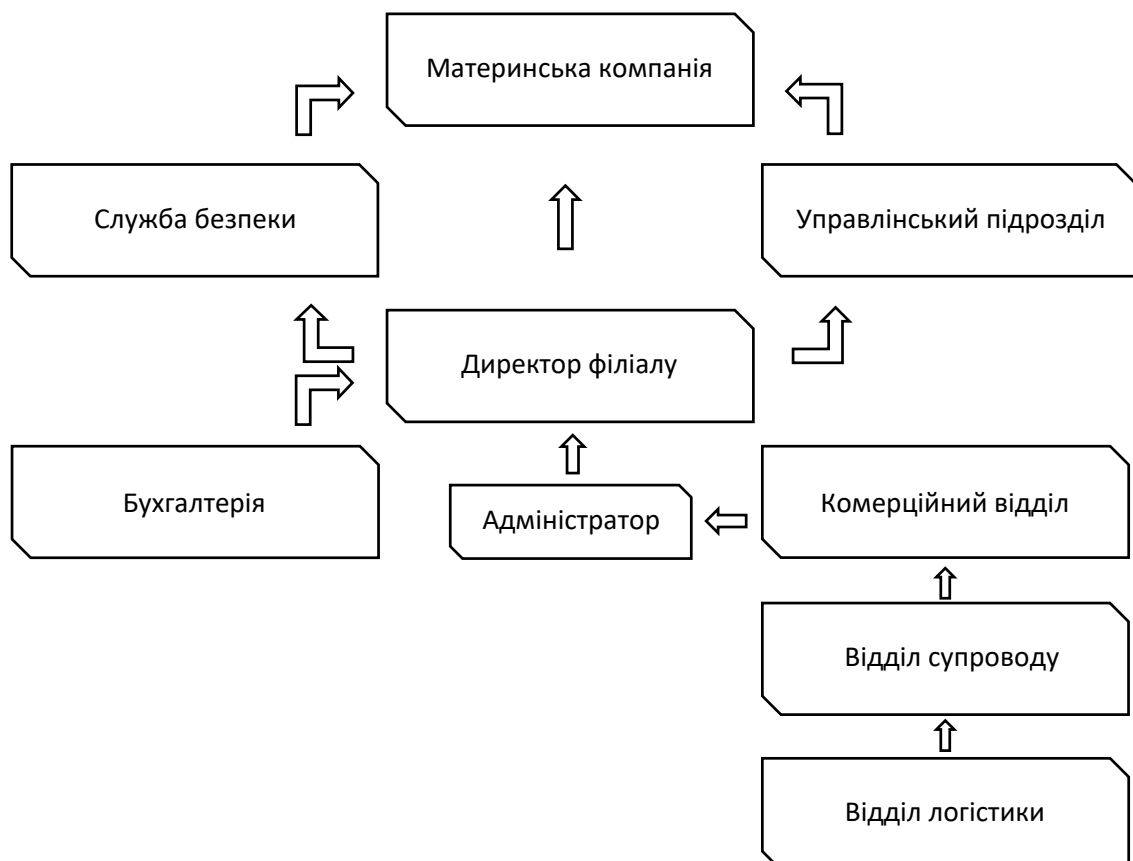 Материнська компанія
Служба безпеки
Управлінський підрозділ
Директор філіалу
Бухгалтерія
Адміністратор
Комерційний відділ
Відділ супроводу
Відділ логістики